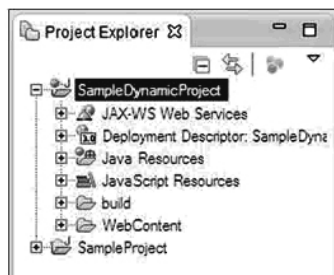 Project Explorer
SampleDynamicProject
JAX-WS Web Services
Deployment Descriptor: SampleDyna
Java Resources
JavaScript Resources
build
WebContent
SampleProject